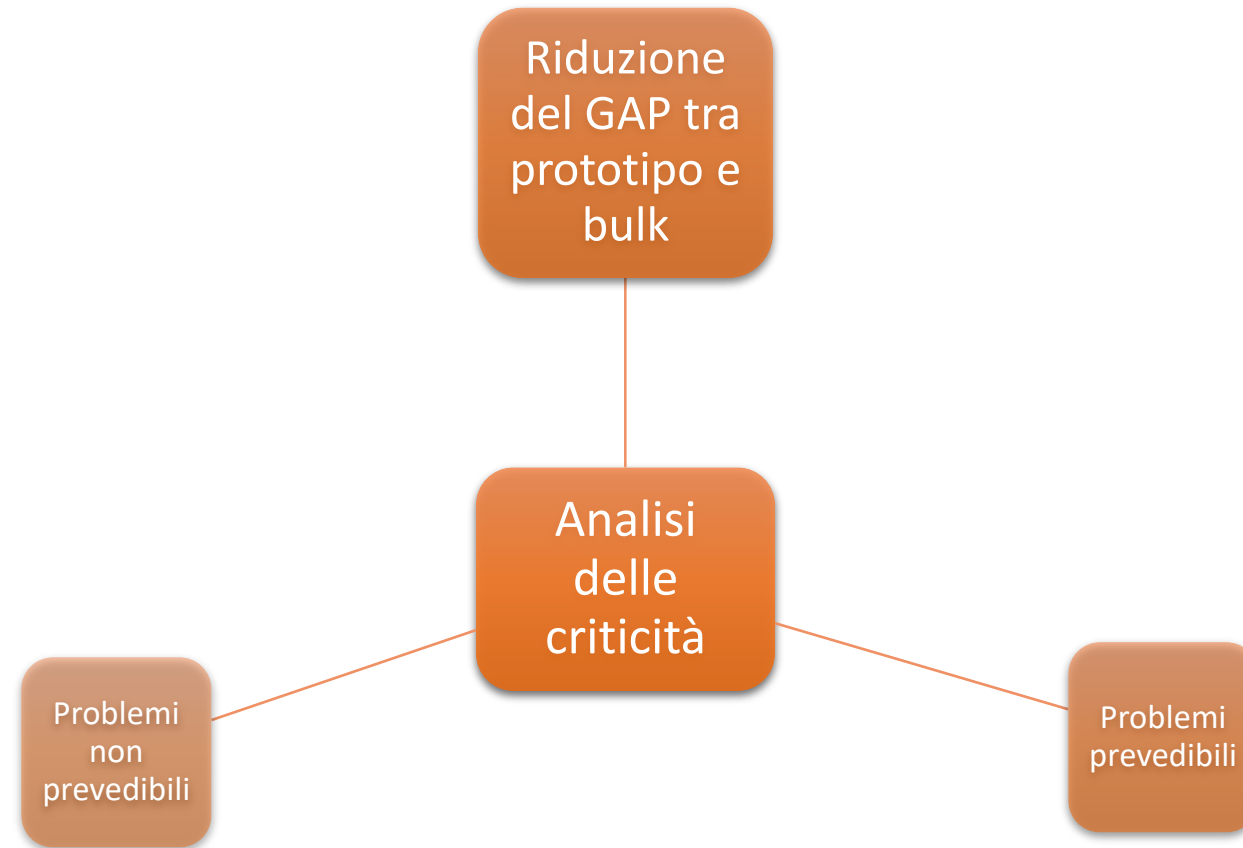 Riduzione
del GAP tra
prototipo e
bulk
Analisi
delle
criticità
Problemi
non
prevedibili
Problemi
prevedibili